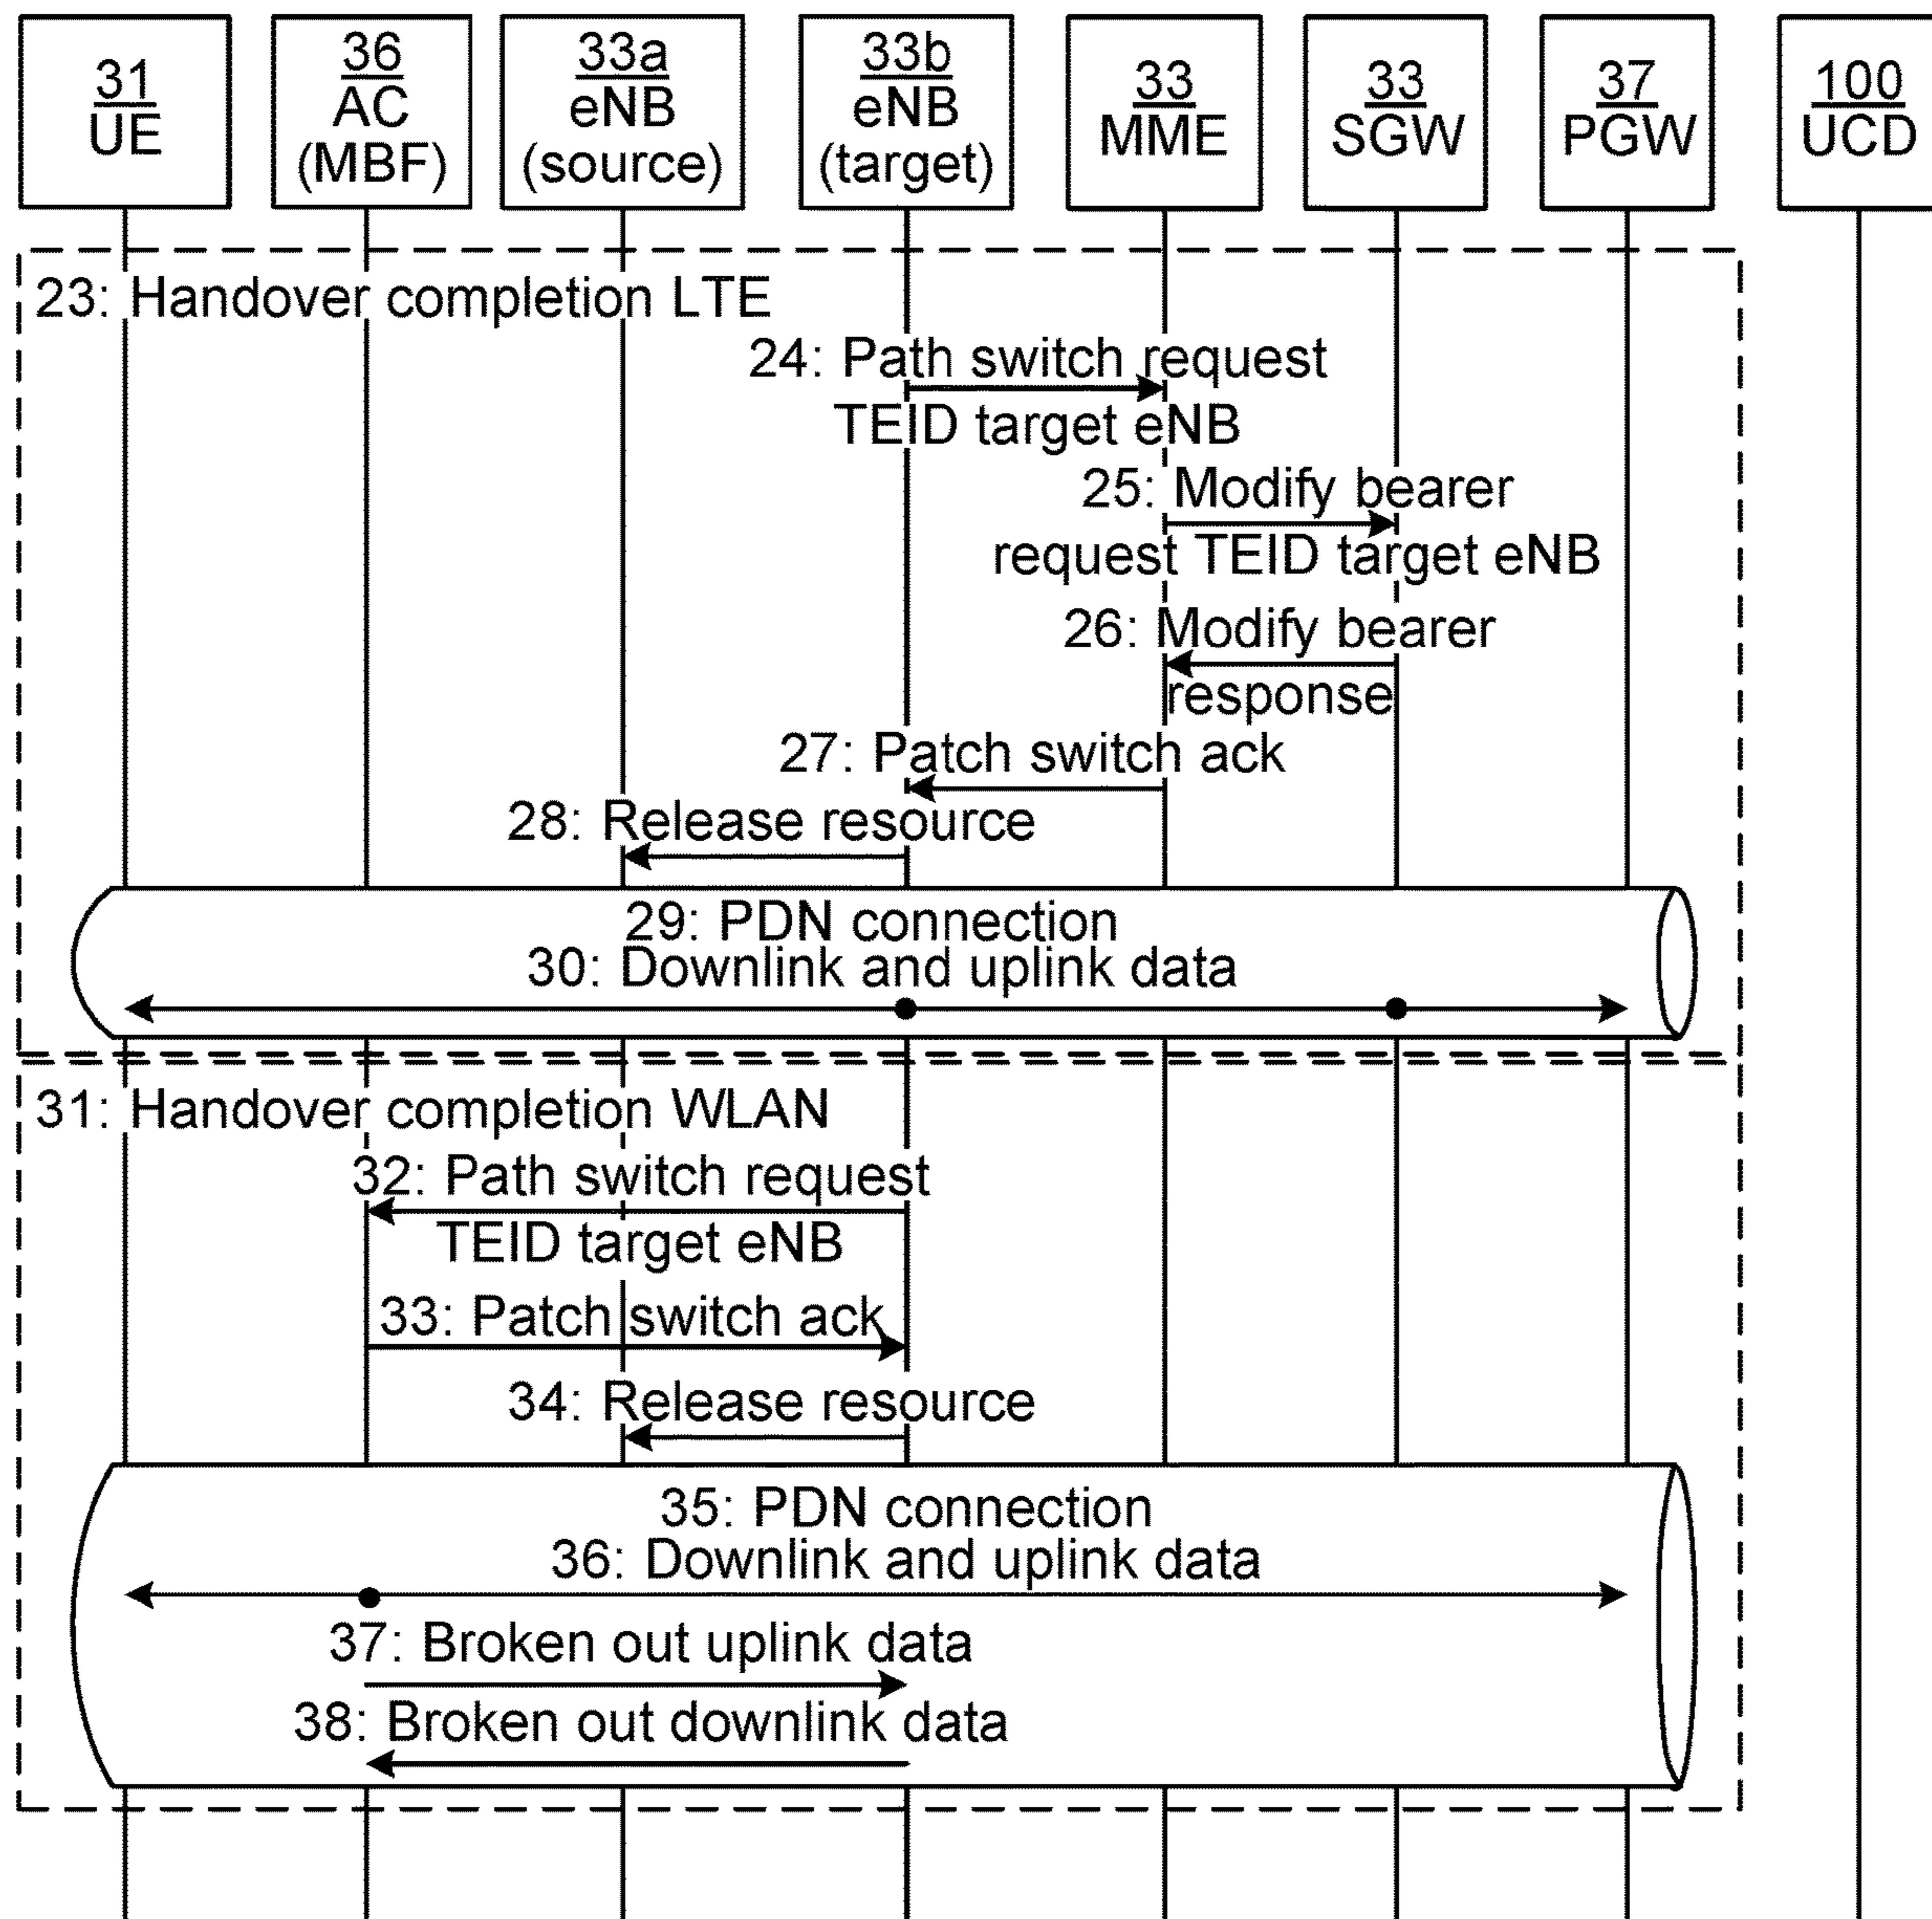 31
UE
36
AC
(MBF)
33a
eNB
(source)
33b
eNB
(target)
33
MME
33
SGW
37
PGW
100
UCD
23: Handover completion LTE
24: Path switch request
TEID target eNB
25: Modify bearer
request TEID target eNB
26: Modify bearer
response
27: Patch switch ack
28: Release resource
29: PDN connection
30: Downlink and uplink data
31: Handover completion WLAN
32: Path switch request
TEID target eNB
33: Patch switch ack
34: Release resource
35: PDN connection
36: Downlink and uplink data
37: Broken out uplink data
38: Broken out downlink data